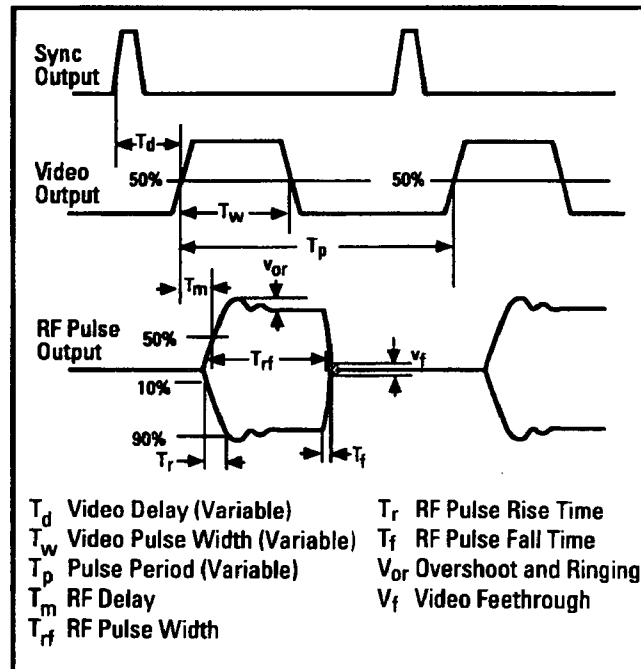 Sync
Output
Td
Video
Output
50%
50%
Tw
Tp
Vor
Tm
RF Pulse
Output
50%
Trf
Vf
10%
90%
Tr
Tf
Td Video Delay (Variable)
Tw Video Pulse Width (Variable)
Tp Pulse Period (Variable)
Tm RF Delay
Trf RF Pulse Width
Tr RF Pulse Rise Time
Tf RF Pulse Fall Time
Vor Overshoot and Ringing
Vf Video Feethrough